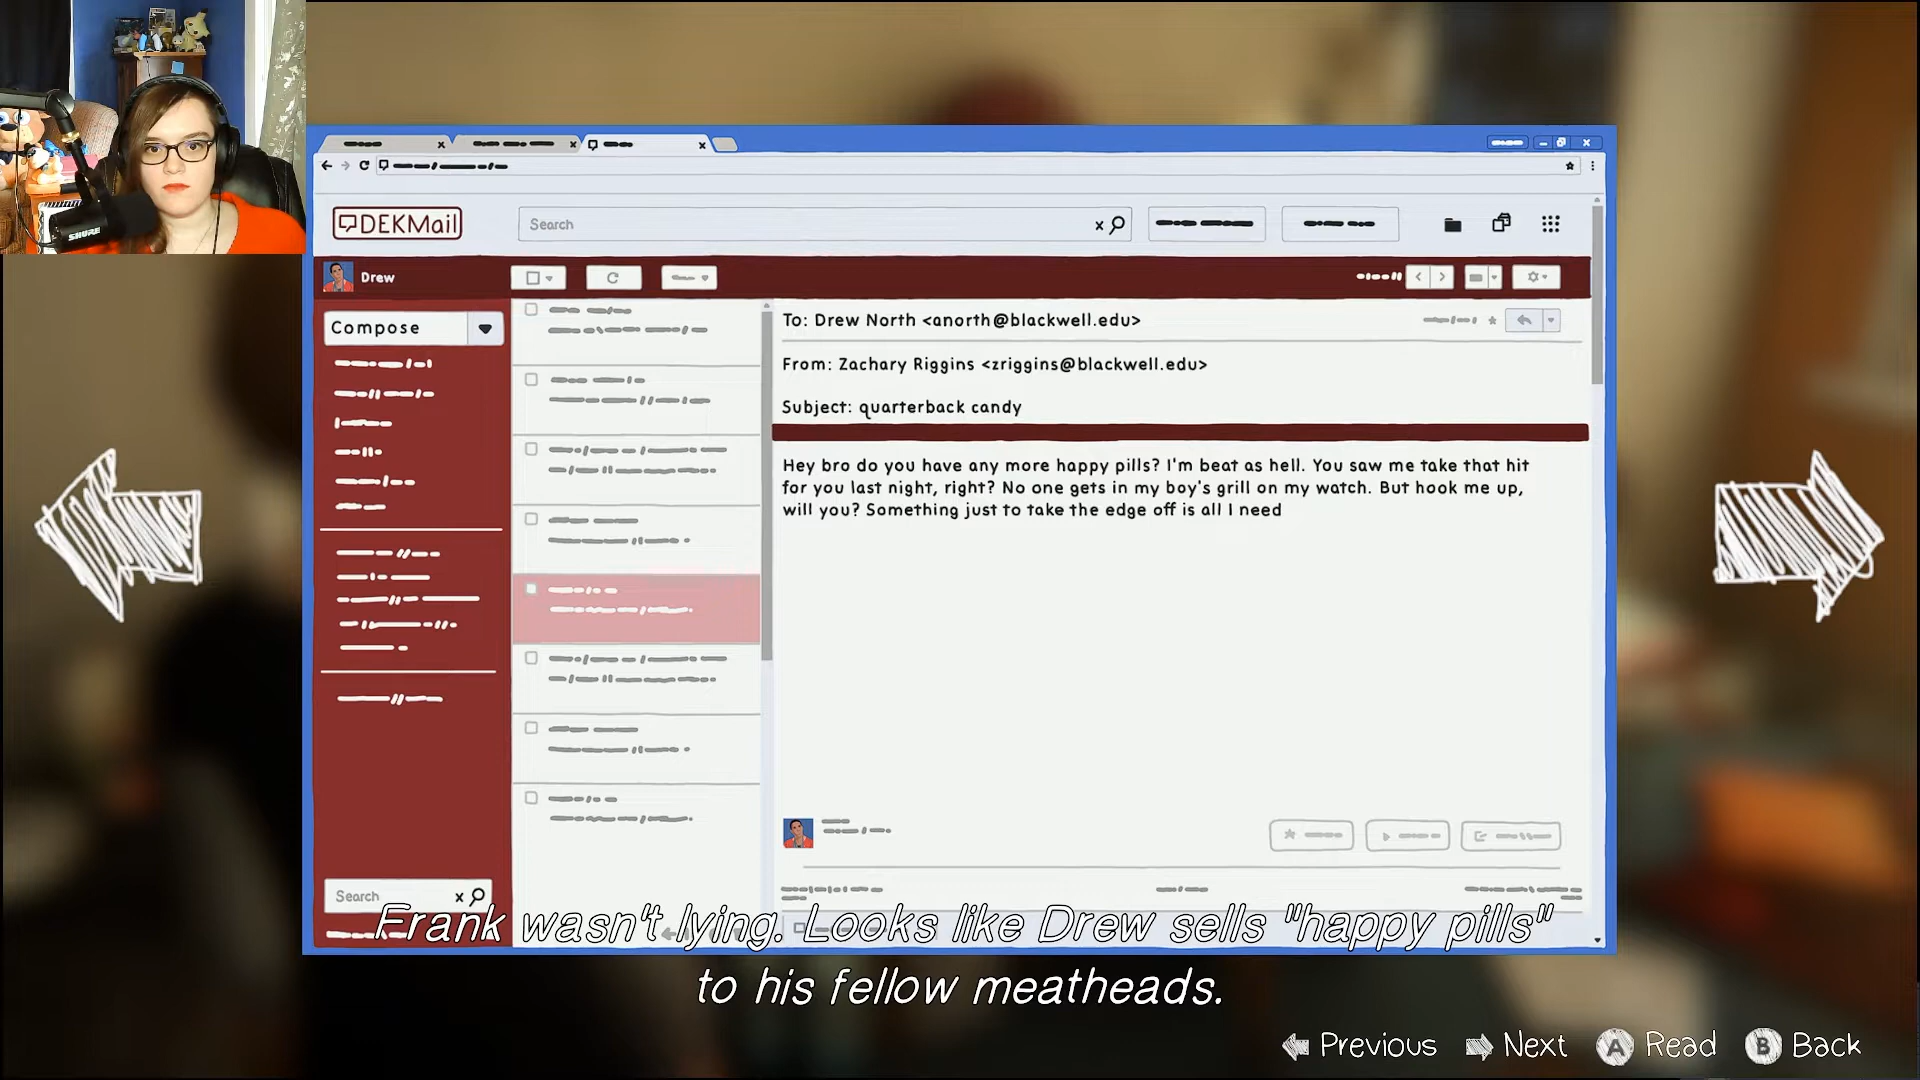 DEKMail
Search
Drew
Compose
To: Drew North <anorth@blackwell.edu>
From: Zachary Riggins <zriggins@blackwell.edu>
Subject: quarterback candy
Hey bro do you have any more happy pills? I'm beat as hell. You saw me take that hit
for you last night, right? No one gets in my boy's grill on my watch. But hook me up,
will you? Something just to take the edge off is all I need
Search
Frank wasn't lying. Looks like Drew sells "happy pills"
to his fellow meatheads.
Previous
Next
A Read
B Back
SHURE